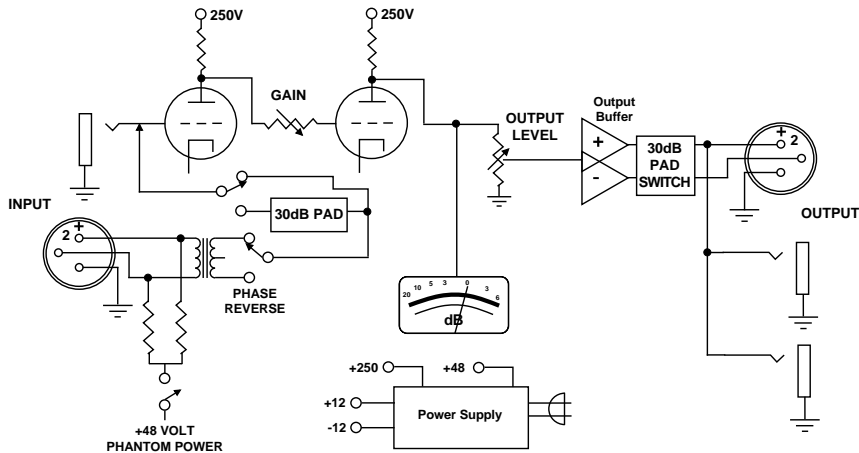 250V
250V
GAIN
OUTPUT
LEVEL
Output
Buffer
+
-
30dB
PAD
SWITCH
+
2
OUTPUT
INPUT
30dB PAD
2
+
PHASE
REVERSE
20 10 5 3 0 3 6
dB
+48 VOLT
PHANTOM POWER
+250
+48
+12
-12
Power Supply